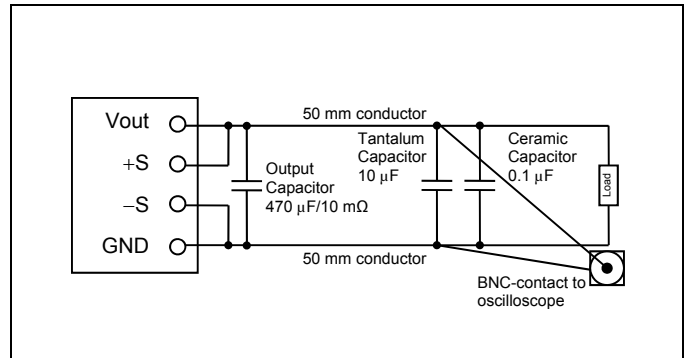 Vout
+S
−S
GND
50 mm conductor
Output
Capacitor
470 µF/10 mΩ
Tantalum
Capacitor
10 µF
Ceramic
Capacitor
0.1 µF
Load
50 mm conductor
BNC-contact to
oscilloscope